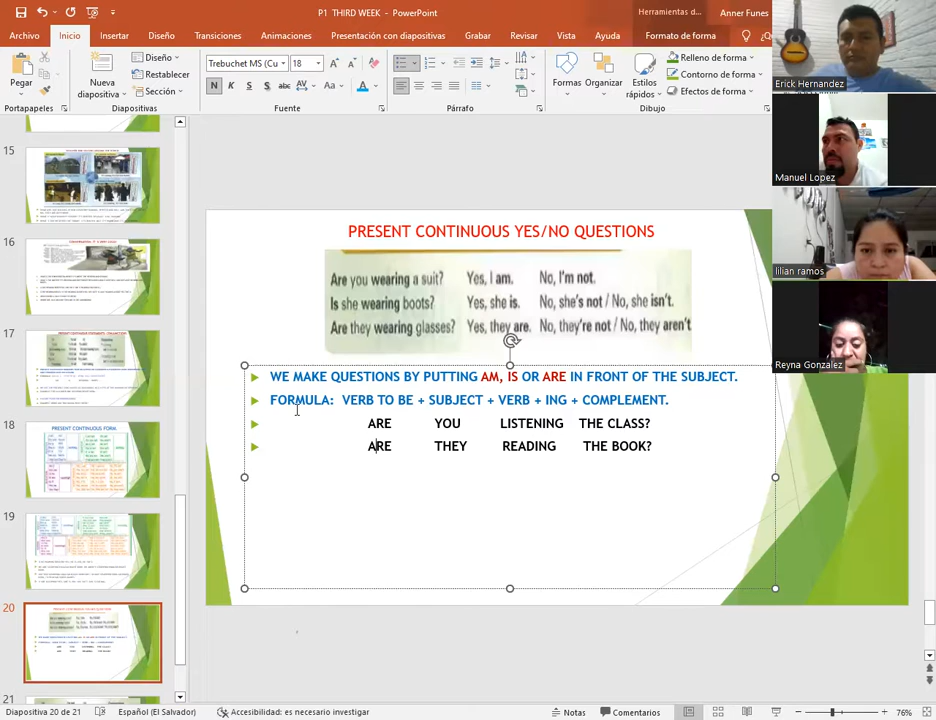 P1 THIRD WEEK - PowerPoint
Herramientas d...
Anner Funes
Archivo Inicio Insertar Diseño Transiciones Animaciones Presentación con diapositivas Grabar Revisar Vista Ayuda Formato de forma
Pegar
Nueva diapositiva
Diseño
Restablecer
Sección
Trebuchet MS (Cu 18
N K S abc AV Aa A
Formas Organizar Estilos rápidos
Relleno de forma
Contorno de forma
Efectos de forma
Portapapeles Diapositivas Fuente Párrafo Dibujo
Erick Hernandez
Manuel Lopez
lilian ramos
Reyna Gonzalez
15
16
17
18
PRESENT CONTINUOUS FORM
19
20
21
PRESENT CONTINUOUS YES/NO QUESTIONS
Are you wearing a suit? Yes, I am. No, I'm not.
Is she wearing boots? Yes, she is. No, she's not / No, she isn't.
Are they wearing glasses? Yes, they are. No, they're not / No, they aren't
WE MAKE QUESTIONS BY PUTTING AM, IS OR ARE IN FRONT OF THE SUBJECT.
FORMULA: VERB TO BE + SUBJECT + VERB + ING + COMPLEMENT.
ARE YOU LISTENING THE CLASS?
ARE THEY READING THE BOOK?
Diapositiva 20 de 21 Español (El Salvador) Accesibilidad: es necesario investigar Notas Comentarios 76%